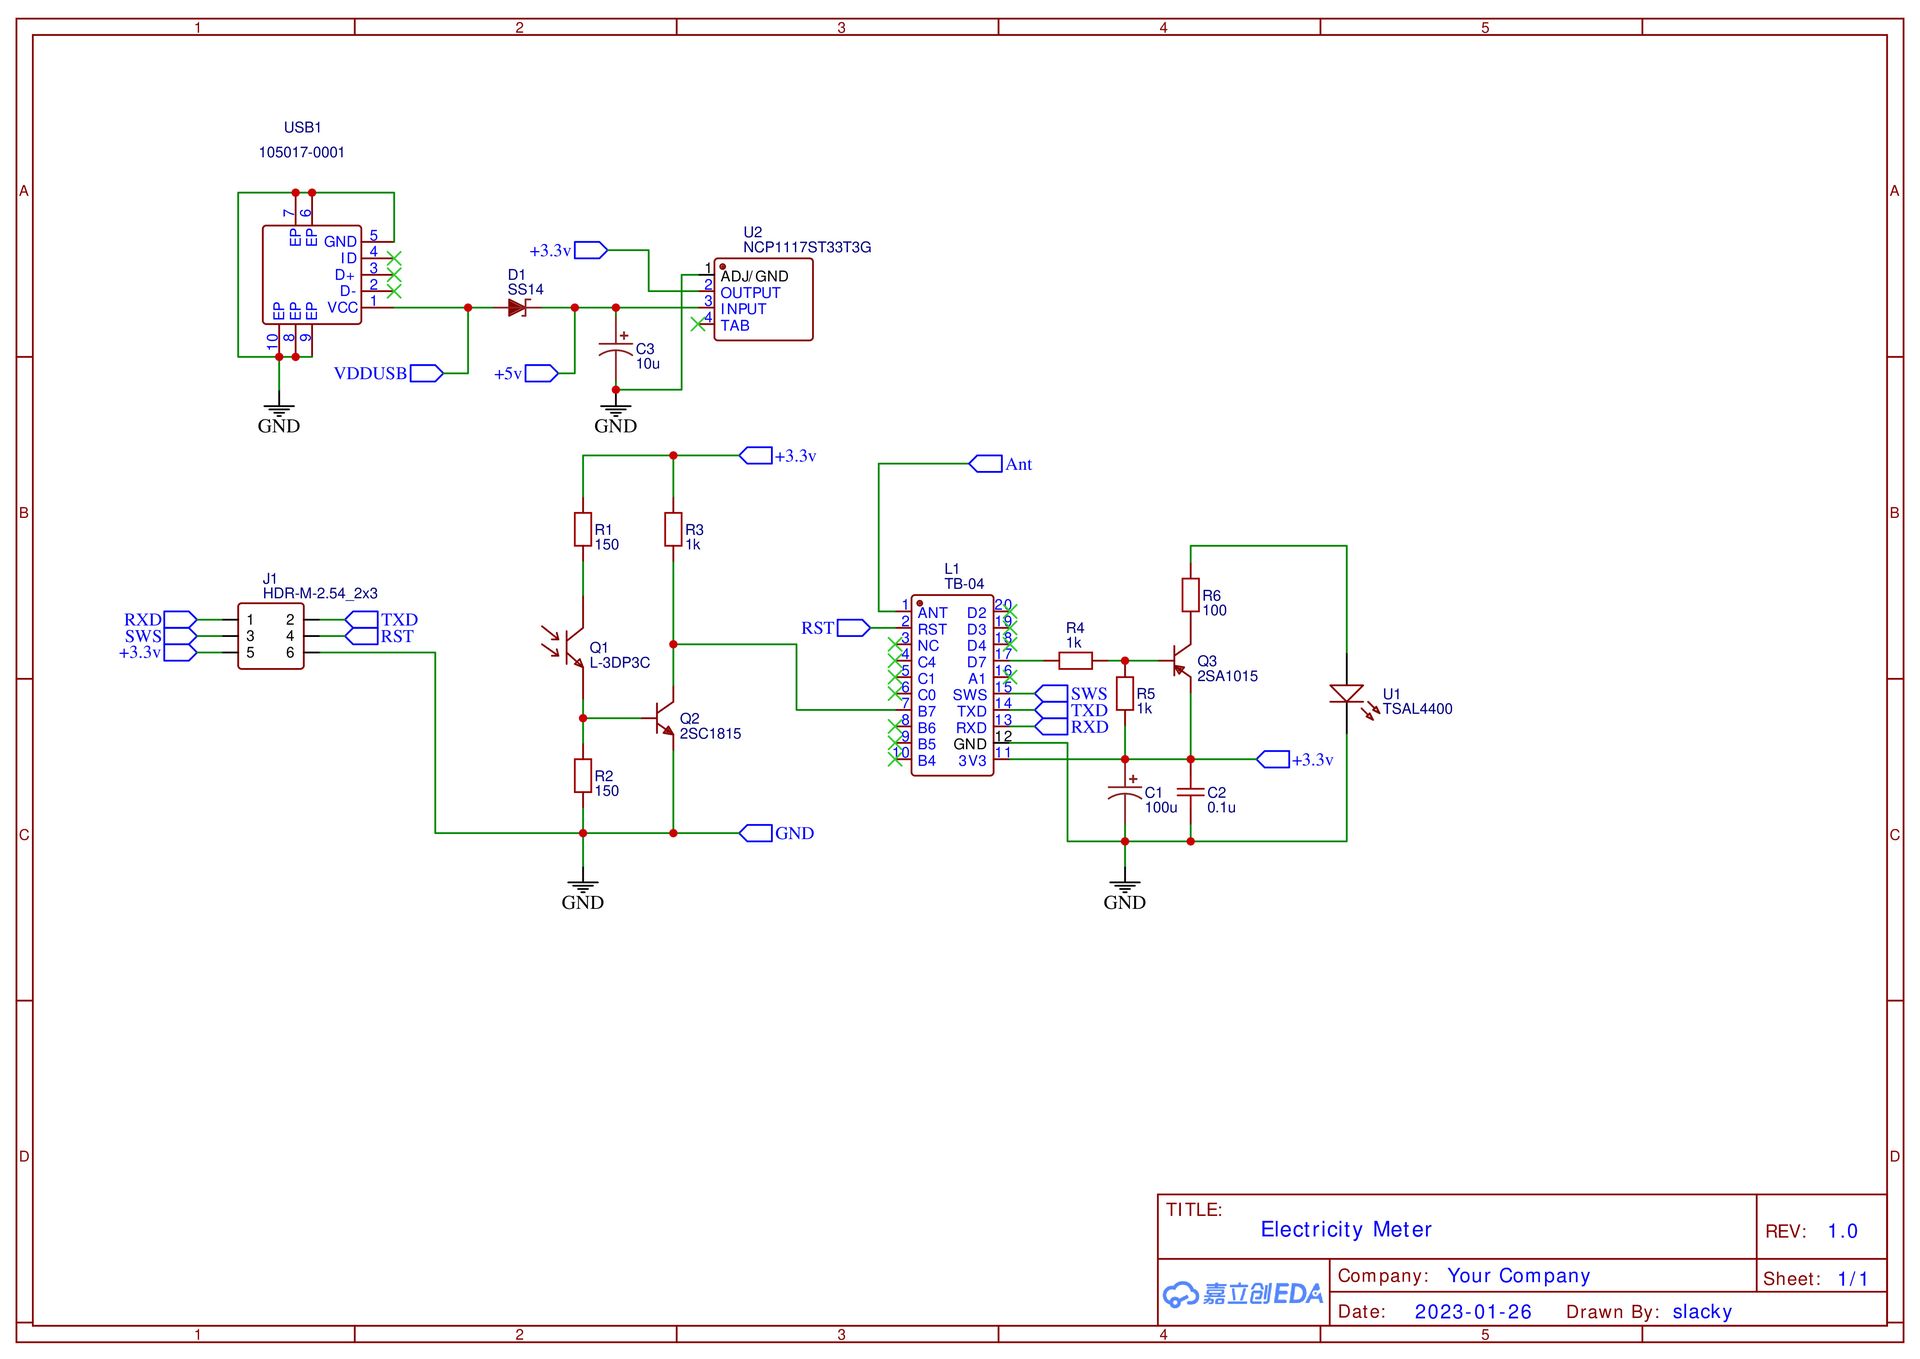 1 2 3 4 5
A A
USB1
105017-0001
7 6
EP EP
GND 5
ID 4
D+ 3
D- 2
VCC 1
EP EP EP
10 8 9
VDDUSB
GND
D1
SS14
+3.3v
+5v
C3
10u
GND
U2
NCP1117ST33T3G
1 ADJ/GND
2 OUTPUT
3 INPUT
4 TAB
B B
+3.3v
R1
150
R3
1k
J1
HDR-M-2.54_2x3
RXD 1 2 TXD
SWS 3 4 RST
+3.3v 5 6
Q1
L-3DP3C
Q2
2SC1815
R2
150
GND
GND
Ant
L1
TB-04
RST
1 ANT D2 20
2 RST D3 19
3 NC D4 18
4 C4 D7 17
5 C1 A1 16
6 C0 SWS 15
7 B7 TXD 14
8 B6 RXD 13
9 B5 GND 12
10 B4 3V3 11
SWS
TXD
RXD
R4
1k
R5
1k
R6
100
Q3
2SA1015
U1
TSAL4400
+3.3v
C1
100u
C2
0.1u
GND
C C
D D
TITLE:
Electricity Meter
REV: 1.0
嘉立创EDA
Company: Your Company
Sheet: 1/1
Date: 2023-01-26 Drawn By: slacky
1 2 3 4 5